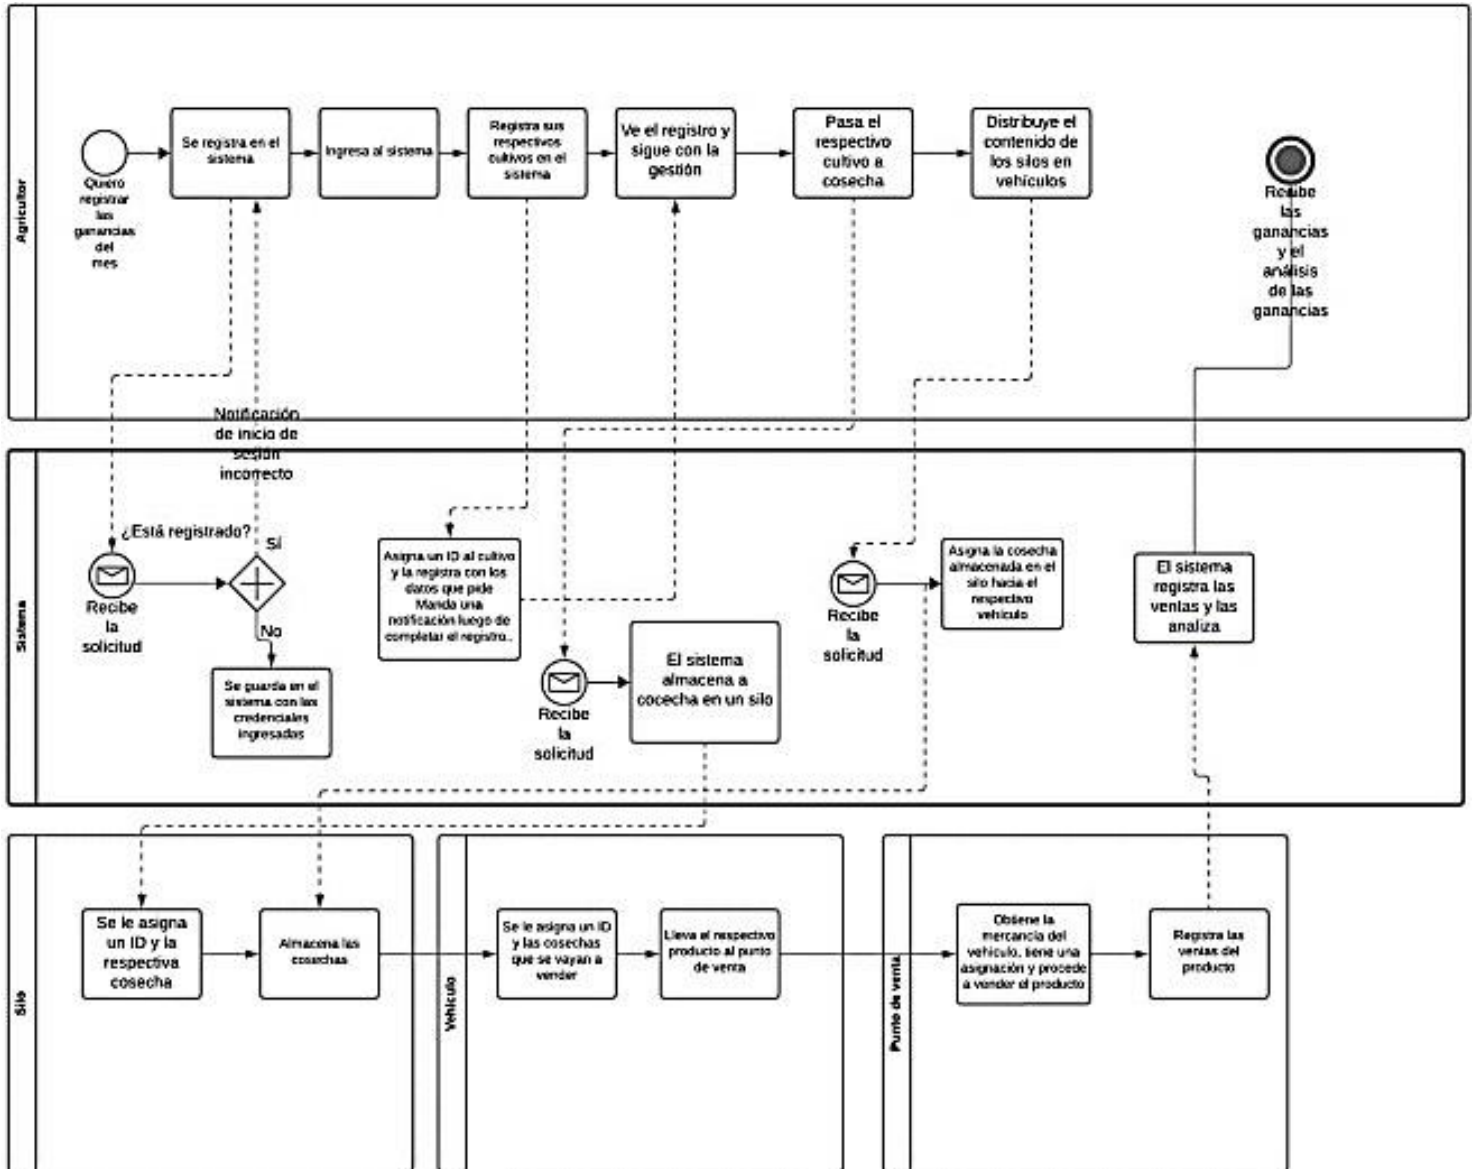 Agricultor
Quiero
registrar
las
ganancias
del
mes
Se registra en el
sistema
Ingresa al sistema
Registra sus
respectivos
cultivos en el
sistema
Ve el registro y
sigue con la
gestión
Pasa el
respectivo
cultivo a
cosecha
Distribuye el
contenido de
los silos en
vehículos
Recibe
las
ganancias
y el
análisis
de las
ganancias
Notificación
de inicio de
sesión
incorrecto
Sistema
¿Está registrado?
Sí
No
Recibe
la
solicitud
Se guarda en el
sistema con las
credenciales
ingresadas
Asigna un ID al cultivo
y la registra con los
datos que pide
Manda una
notificación luego de
completar el registro..
Recibe
la
solicitud
El sistema
almacena a
cocecha en un silo
Recibe
la
solicitud
Asigna la cosecha
almacenada en el
silo hacia el
respectivo
vehículo
El sistema
registra las
ventas y las
analiza
Silo
Se le asigna
un ID y la
respectiva
cosecha
Almacena las
cosechas
Vehículo
Se le asigna un ID
y las cosechas
que se vayan a
vender
Lleva el respectivo
producto al punto
de venta
Punto de venta
Obtiene la
mercancía del
vehículo, tiene una
asignación y procede
a vender el producto
Registra las
ventas del
producto